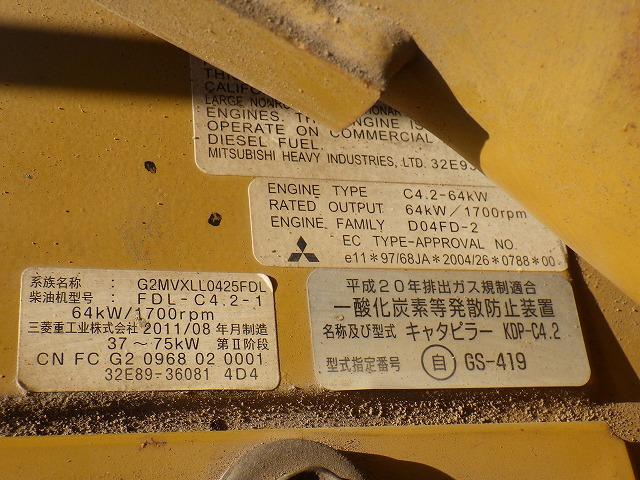 CALIFO
LARGE NONRO
ENGINES. TH ENGINE IS
OPERATE ON COMMERCIAL
DIESEL FUEL.
MITSUBISHI HEAVY INDUSTRIES, LTD. 32E93
ENGINE TYPE C4.2-64kW
RATED OUTPUT 64kW/1700rpm
ENGINE FAMILY D04FD-2
EC TYPE-APPROVAL NO.
e11*97/68JA*2004/26*0788*00
系族名称 : G2MVXLL0425FDL
柴油机型号 : FDL-C4.2-1
64kW/1700rpm
三菱重工业株式会社 2011/08 年月制造
37～75kW 第Ⅱ阶段
CN FC G2 0968 02 0001
32E89-36081 4D4
平成20年排出ガス規制適合
一酸化炭素等発散防止装置
名称及び型式 キャタピラー KDP-C4.2
型式指定番号 自 GS-419